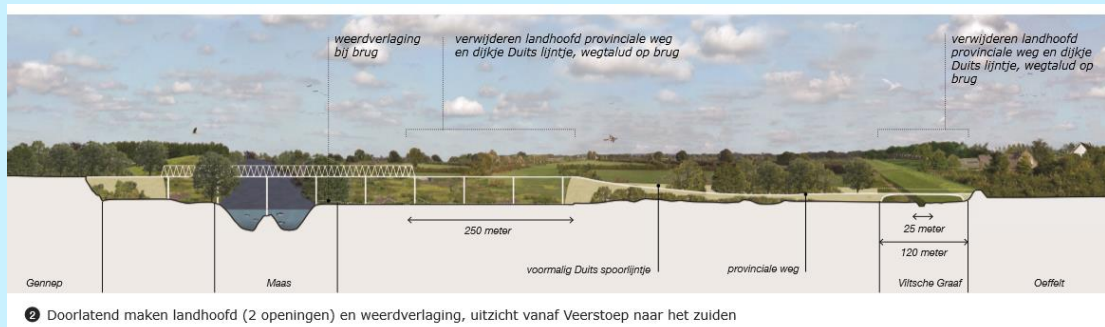 weerdverlaging
bij brug
verwijderen landhoofd provinciale weg
en dijkje Duits lijntje, wegtalud op brug
verwijderen landhoofd
provinciale weg en dijkje
Duits lijntje, wegtalud op
brug
250 meter
25 meter
120 meter
voormalig Duits spoorlijntje
provinciale weg
Gennep
Maas
Viltsche Graaf
Oeffelt
2 Doorlatend maken landhoofd (2 openingen) en weerdverlaging, uitzicht vanaf Veerstoep naar het zuiden